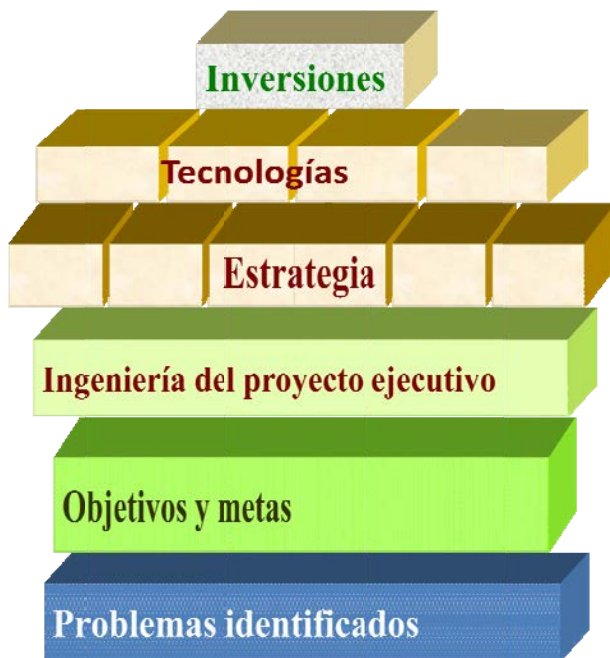 Inversiones
Tecnologías
Estrategia
Ingeniería del proyecto ejecutivo
Objetivos y metas
Problemas identificados